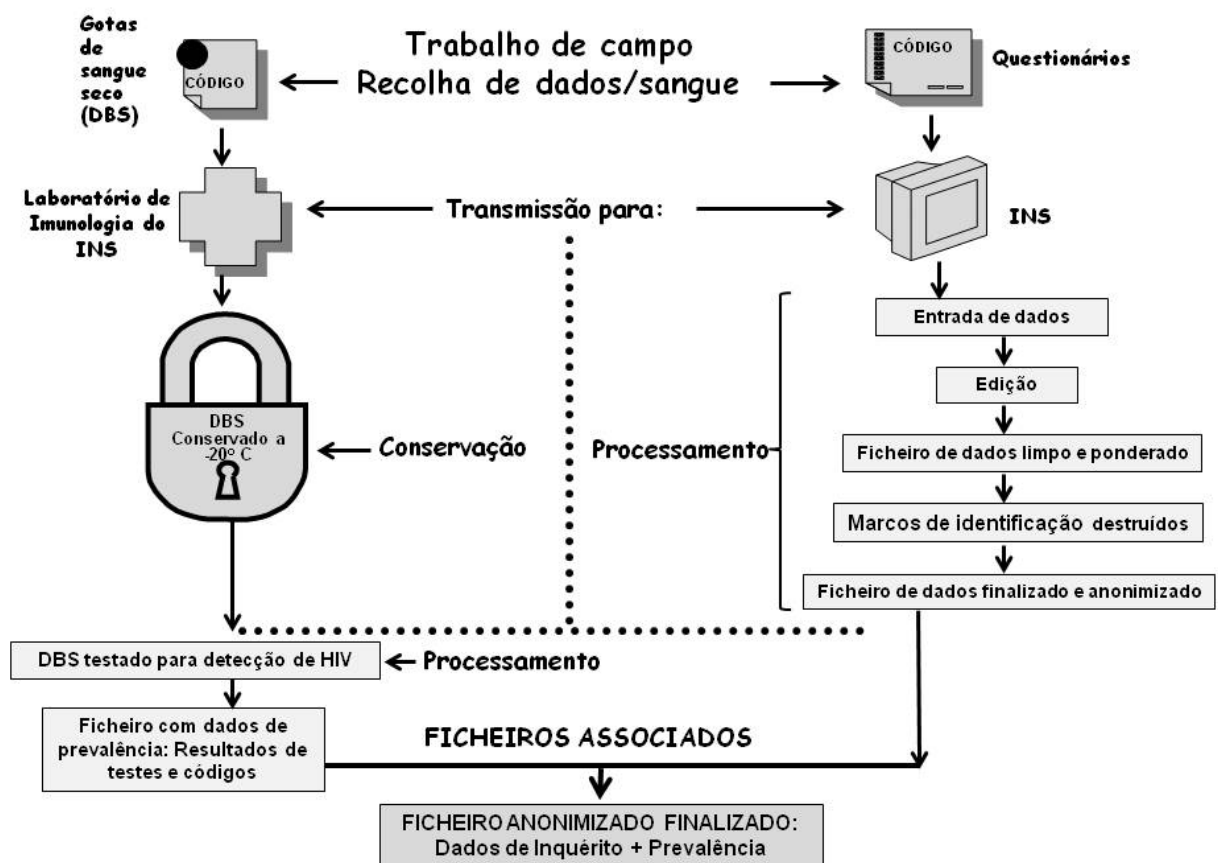 Gotas
de
sangue
seco
(DBS)
CÓDIGO
Trabalho de campo
Recolha de dados/sangue
CÓDIGO
Questionários
Laboratório de
Imunologia do
INS
Transmissão para:
INS
DBS
Conservado a
-20º C
Conservação
Processamento
Entrada de dados
Edição
Ficheiro de dados limpo e ponderado
Marcos de identificação destruídos
Ficheiro de dados finalizado e anonimizado
DBS testado para detecção de HIV
Processamento
Ficheiro com dados de
prevalência: Resultados de
testes e códigos
FICHEIROS ASSOCIADOS
FICHEIRO ANONIMIZADO FINALIZADO:
Dados de Inquérito + Prevalência